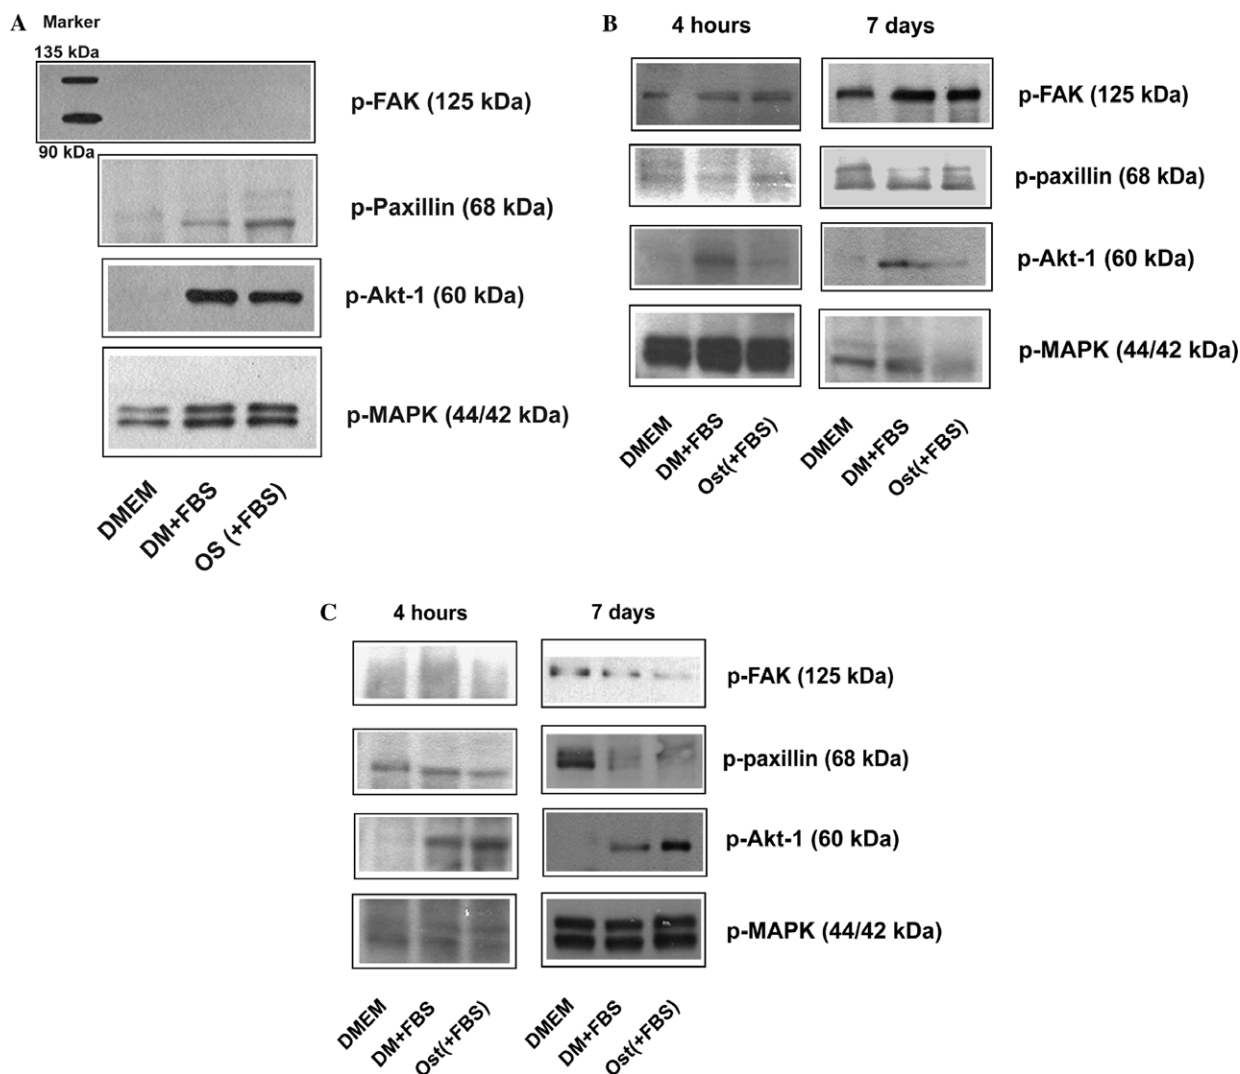 A
Marker
135 kDa
90 kDa
p-FAK (125 kDa)
p-Paxillin (68 kDa)
p-Akt-1 (60 kDa)
p-MAPK (44/42 kDa)
DMEM
DM+FBS
OS (+FBS)
B
4 hours
7 days
p-FAK (125 kDa)
p-paxillin (68 kDa)
p-Akt-1 (60 kDa)
p-MAPK (44/42 kDa)
DMEM
DM+FBS
Ost(+FBS)
DMEM
DM+FBS
Ost(+FBS)
C
4 hours
7 days
p-FAK (125 kDa)
p-paxillin (68 kDa)
p-Akt-1 (60 kDa)
p-MAPK (44/42 kDa)
DMEM
DM+FBS
Ost(+FBS)
DMEM
DM+FBS
Ost(+FBS)